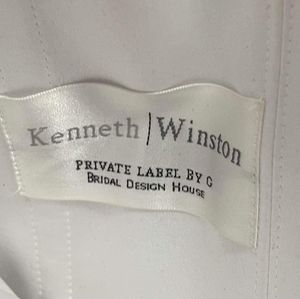 Kenneth | Winston
PRIVATE LABEL BY G
BRIDAL DESIGN HOUSE